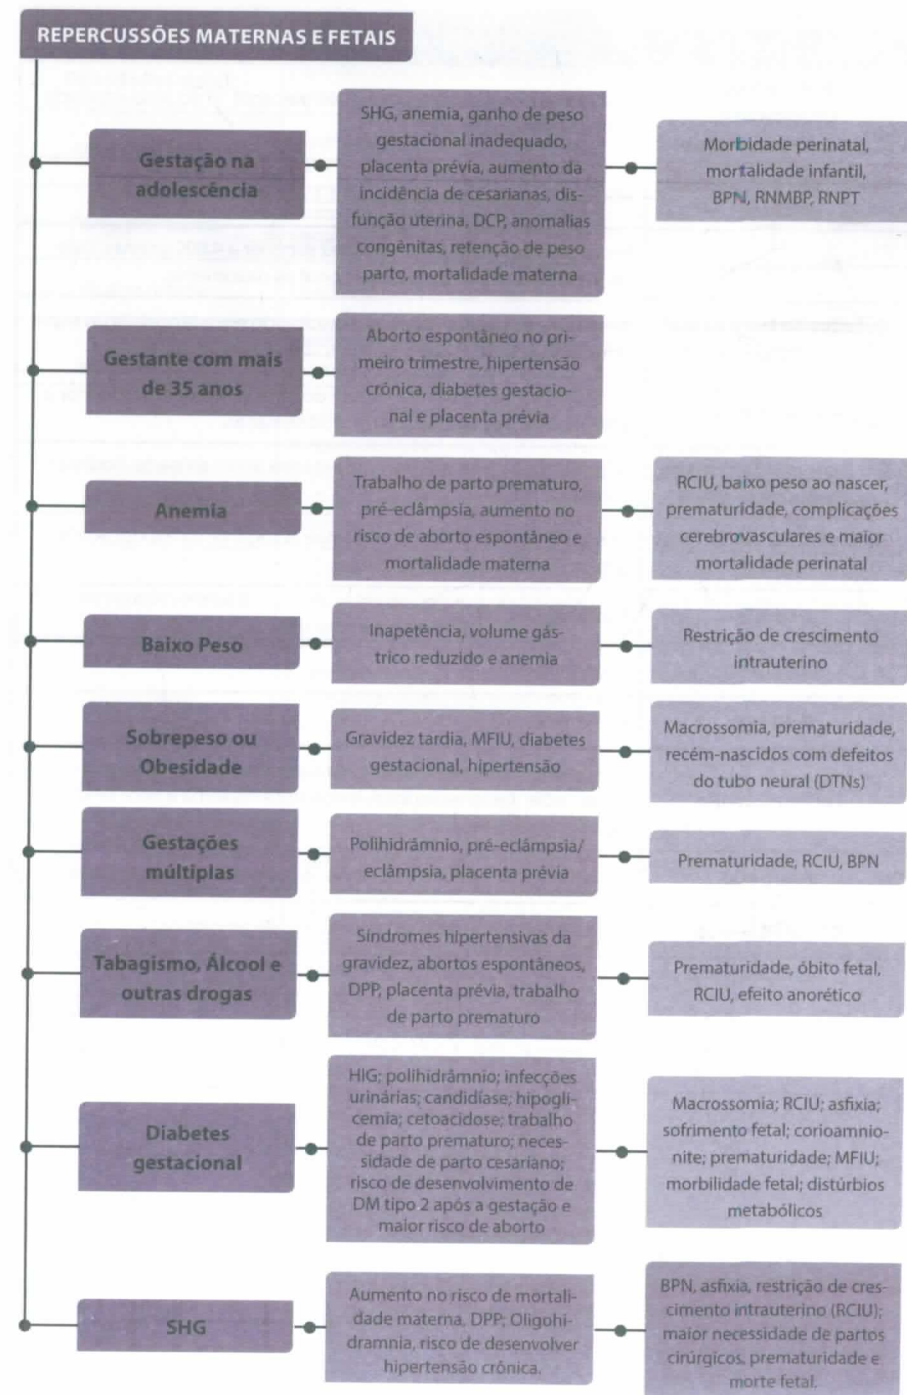 REPERCUSSÕES MATERNAS E FETAIS
Gestação na
adolescência
SHG, anemia, ganho de peso
gestacional inadequado,
placenta prévia, aumento da
incidência de cesarianas, dis-
função uterina, DCP, anomalias
congênitas, retenção de peso
parto, mortalidade materna
Morbidade perinatal,
mortalidade infantil,
BPN, RNMBP, RNPT
Gestante com mais
de 35 anos
Aborto espontâneo no pri-
meiro trimestre, hipertensão
crônica, diabetes gestacio-
nal e placenta prévia
Anemia
Trabalho de parto prematuro,
pré-eclâmpsia, aumento no
risco de aborto espontâneo e
mortalidade materna
RCIU, baixo peso ao nascer,
prematuridade, complicações
cerebrovasculares e maior
mortalidade perinatal
Baixo Peso
Inapetência, volume gás-
trico reduzido e anemia
Restrição de crescimento
intrauterino
Sobrepeso ou
Obesidade
Gravidez tardia, MFIU, diabetes
gestacional, hipertensão
Macrossomia, prematuridade,
recém-nascidos com defeitos
do tubo neural (DTNs)
Gestações
múltiplas
Polihidrâmnio, pré-eclâmpsia/
eclâmpsia, placenta prévia
Prematuridade, RCIU, BPN
Tabagismo, Álcool e
outras drogas
Síndromes hipertensivas da
gravidez, abortos espontâneos,
DPP, placenta prévia, trabalho
de parto prematuro
Prematuridade, óbito fetal,
RCIU, efeito anorético
Diabetes
gestacional
HIG; polihidrâmnio; infecções
urinárias; candidíase; hipogli-
cemia; cetoacidose; trabalho
de parto prematuro; neces-
sidade de parto cesariano;
risco de desenvolvimento de
DM tipo 2 após a gestação e
maior risco de aborto
Macrossomia; RCIU; asfixia;
sofrimento fetal; corioamnio-
nite; prematuridade; MFIU;
morbilidade fetal; distúrbios
metabólicos
SHG
Aumento no risco de mortali-
dade materna, DPP; Oligohi-
dramnia, risco de desenvolver
hipertensão crônica.
BPN, asfixia, restrição de cres-
cimento intrauterino (RCIU);
maior necessidade de partos
cirúrgicos, prematuridade e
morte fetal.